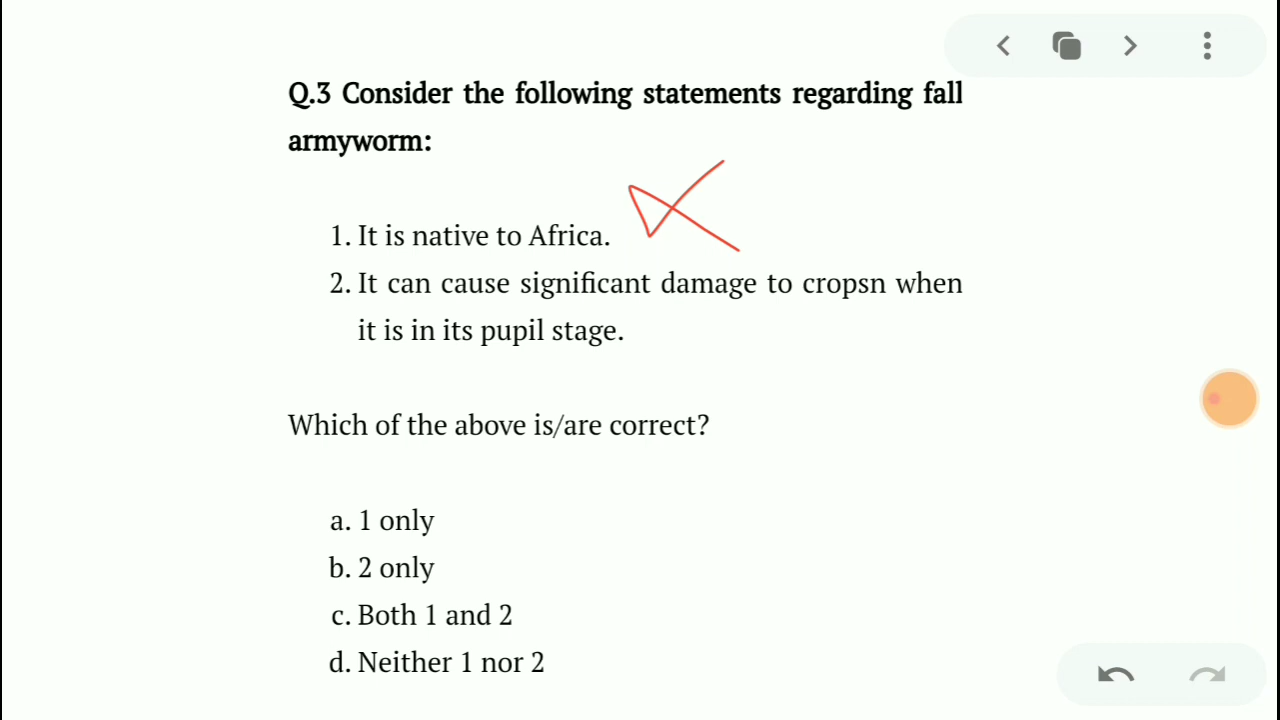 Q.3 Consider the following statements regarding fall
armyworm:
1. It is native to Africa.
2. It can cause significant damage to cropsn when
it is in its pupil stage.
Which of the above is/are correct?
a. 1 only
b. 2 only
c. Both 1 and 2
d. Neither 1 nor 2